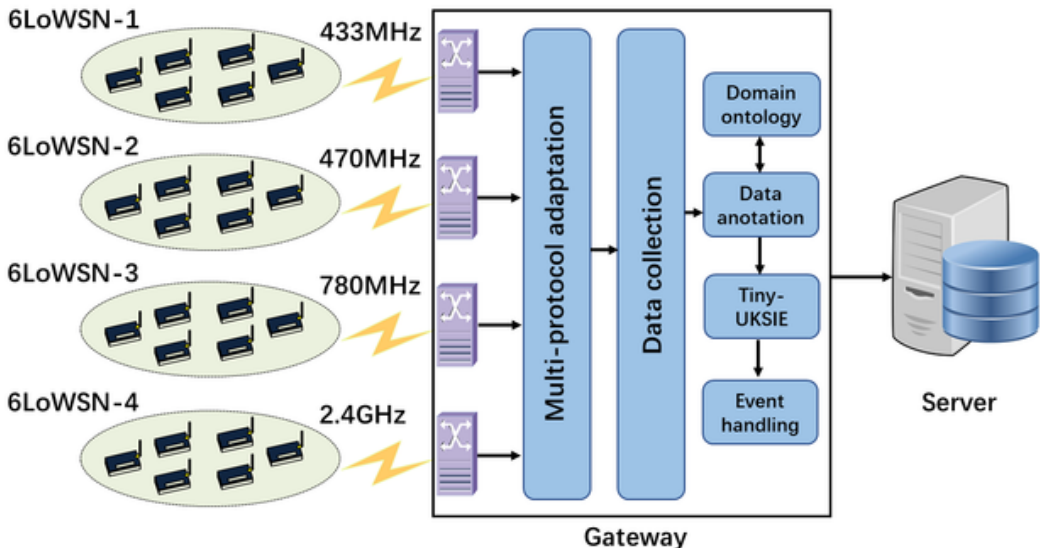 6LoWSN-1
433MHz
6LoWSN-2
470MHz
6LoWSN-3
780MHz
6LoWSN-4
2.4GHz
Multi-protocol adaptation
Data collection
Domain
ontology
Data
anotation
Tiny-
UKSIE
Event
handling
Gateway
Server